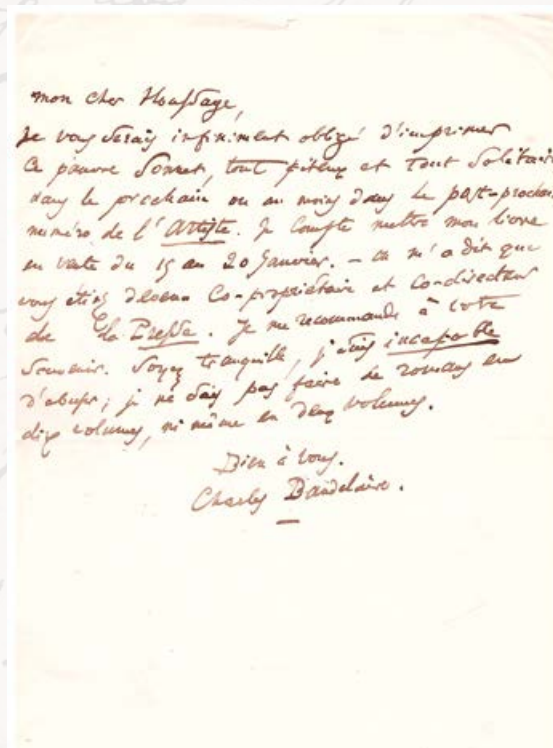 mon cher Houssaye,
Je vous serais infiniment obligé d'imprimer
ce pauvre Sonnet, tout piteux et tout solitaire
dans le prochain ou au moins dans le post-prochain
numéro de l'Artiste. Je compte mettre mon livre
en vente du 15 au 20 Janvier. – on m'a dit que
vous étiez devenu Co-propriétaire et co-directeur
de la Presse. Je me recommande à votre
Souvenir. Soyez tranquille, je suis incapable
d'abuser; je ne sais pas faire de romans en
dix volumes, ni même en deux volumes.
Bien à vous.
Charles Baudelaire.